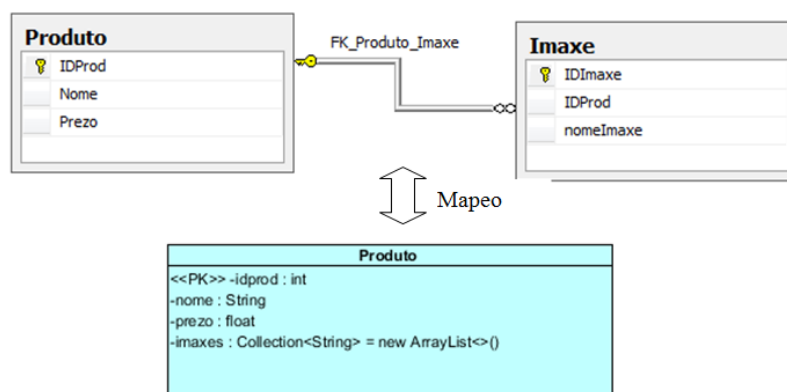 Produto
IDProd
Nome
Prezo
FK_Produto_Imaxe
Imaxe
IDImaxe
IDProd
nomeImaxe
Mapeo
Produto
<<PK>> -idprod : int
-nome : String
-prezo : float
-imaxes : Collection<String> = new ArrayList<>()